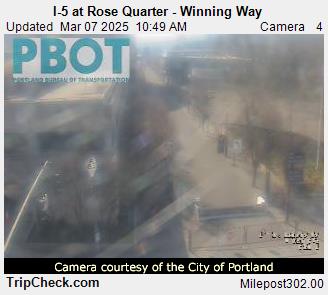 I-5 at Rose Quarter - Winning Way
Updated Mar 07 2025 10:49 AM Camera 4
PBOT
PORTLAND BUREAU OF TRANSPORTATION
Camera courtesy of the City of Portland
TripCheck.com Milepost302.00